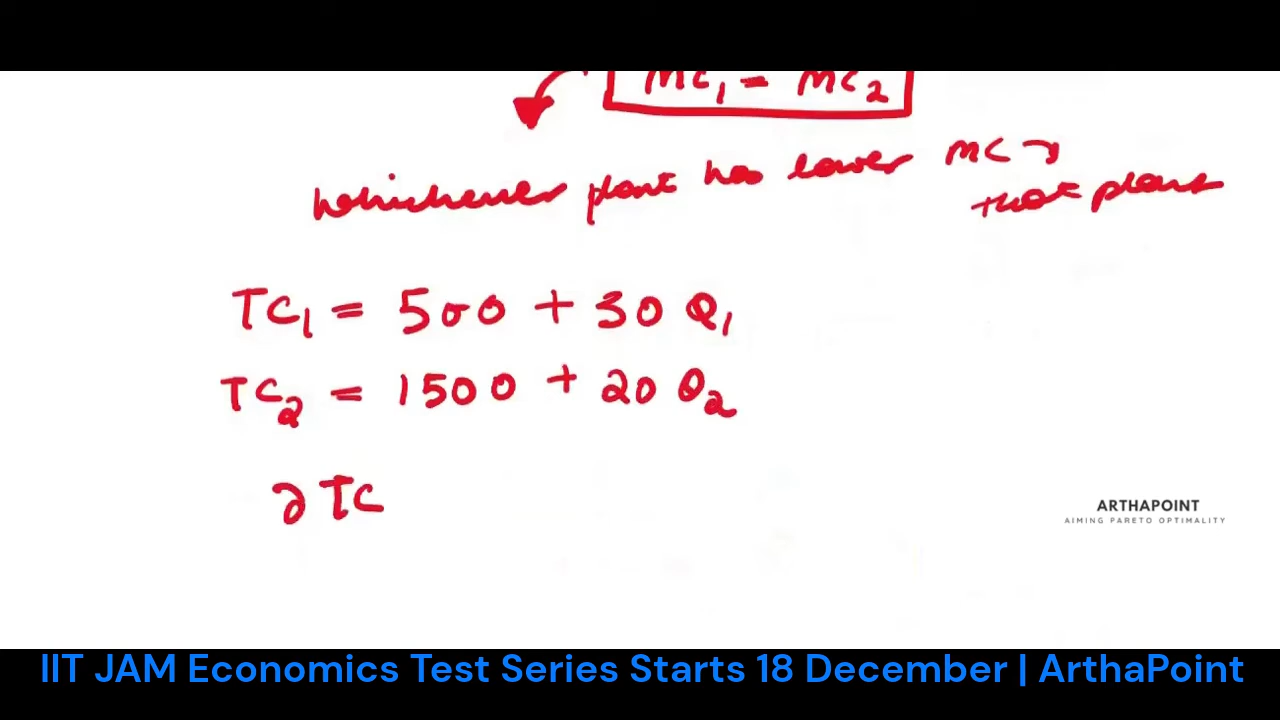 MC₁ = MC₂
whichever plant has lower MC →
that plant
TC₁ = 500 + 30 Q₁
TC₂ = 1500 + 20 Q₂
∂TC
ARTHAPOINT
AIMING PARETO OPTIMALITY
IIT JAM Economics Test Series Starts 18 December | ArthaPoint